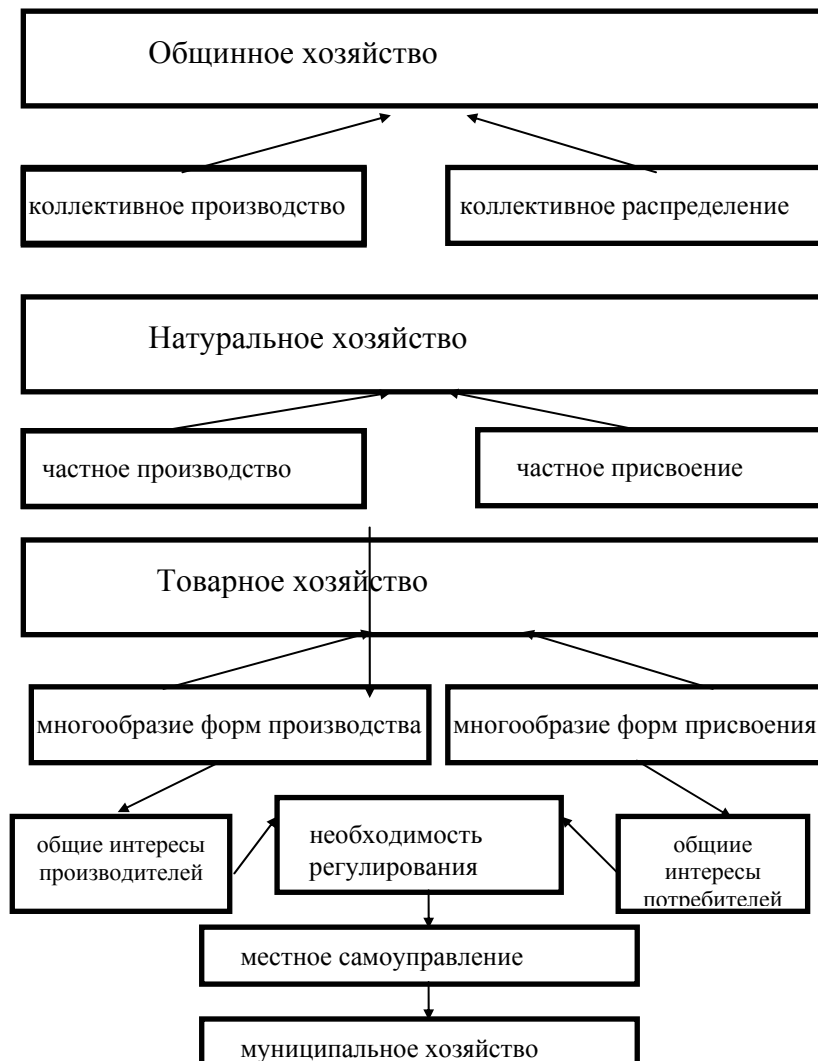 Общинное хозяйство
коллективное производство
коллективное распределение
Натуральное хозяйство
частное производство
частное присвоение
Товарное хозяйство
многообразие форм производства
многообразие форм присвоения
общие интересы
производителей
необходимость
регулирования
общиие
интересы
потребителей
местное самоуправление
муниципальное хозяйство